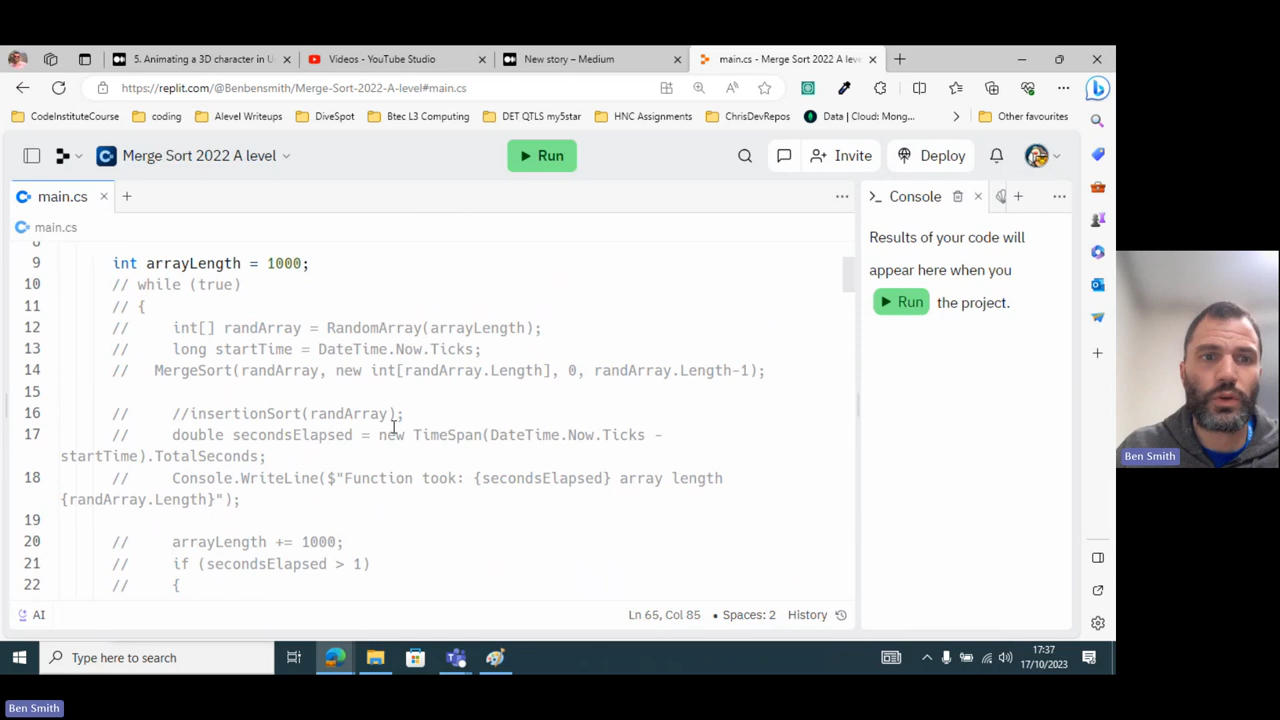 5. Animating a 3D character in U
Videos - YouTube Studio
New story – Medium
main.cs - Merge Sort 2022 A leve
https://replit.com/@Benbensmith/Merge-Sort-2022-A-level#main.cs
CodeInstituteCourse
coding
Alevel Writeups
DiveSpot
Btec L3 Computing
DET QTLS my5star
HNC Assignments
ChrisDevRepos
Data | Cloud: Mong...
Other favourites
Merge Sort 2022 A level
Run
Invite
Deploy
main.cs
Console
main.cs
8
9 int arrayLength = 1000;
10 // while (true)
11 // {
12 // int[] randArray = RandomArray(arrayLength);
13 // long startTime = DateTime.Now.Ticks;
14 // MergeSort(randArray, new int[randArray.Length], 0, randArray.Length-1);
15
16 // //insertionSort(randArray);
17 // double secondsElapsed = new TimeSpan(DateTime.Now.Ticks -
startTime).TotalSeconds;
18 // Console.WriteLine($"Function took: {secondsElapsed} array length
{randArray.Length}");
19
20 // arrayLength += 1000;
21 // if (secondsElapsed > 1)
22 // {
Results of your code will
appear here when you
Run the project.
AI
Ln 65, Col 85
Spaces: 2
History
Type here to search
17:37
17/10/2023
Ben Smith
Ben Smith